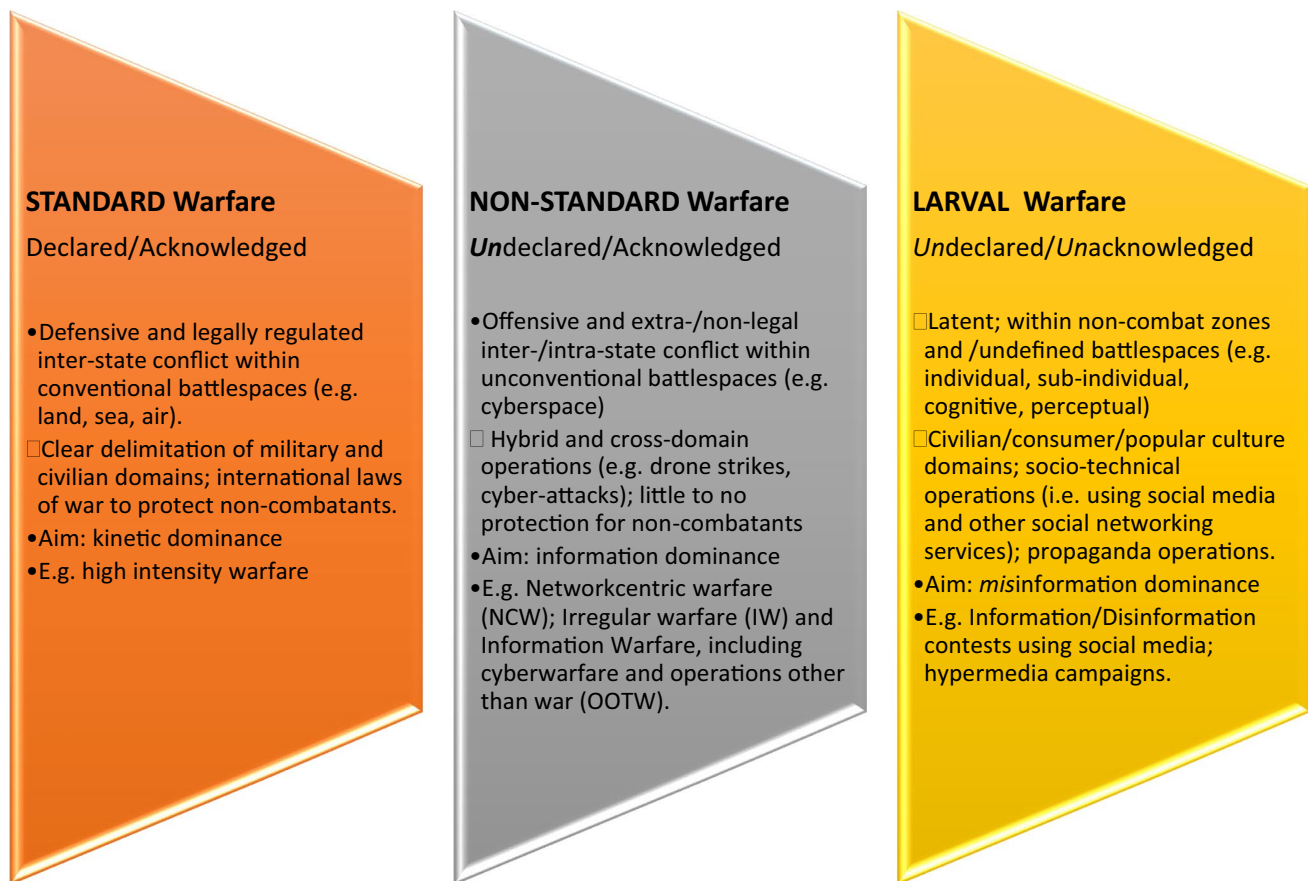 STANDARD Warfare
Declared/Acknowledged
•Defensive and legally regulated
inter-state conflict within
conventional battlespaces (e.g.
land, sea, air).
□Clear delimitation of military and
civilian domains; international laws
of war to protect non-combatants.
•Aim: kinetic dominance
•E.g. high intensity warfare
NON-STANDARD Warfare
Undeclared/Acknowledged
•Offensive and extra-/non-legal
inter-/intra-state conflict within
unconventional battlespaces (e.g.
cyberspace)
□ Hybrid and cross-domain
operations (e.g. drone strikes,
cyber-attacks); little to no
protection for non-combatants
•Aim: information dominance
•E.g. Networkcentric warfare
(NCW); Irregular warfare (IW) and
Information Warfare, including
cyberwarfare and operations other
than war (OOTW).
LARVAL Warfare
Undeclared/Unacknowledged
□Latent; within non-combat zones
and /undefined battlespaces (e.g.
individual, sub-individual,
cognitive, perceptual)
□Civilian/consumer/popular culture
domains; socio-technical
operations (i.e. using social media
and other social networking
services); propaganda operations.
•Aim: misinformation dominance
•E.g. Information/Disinformation
contests using social media;
hypermedia campaigns.